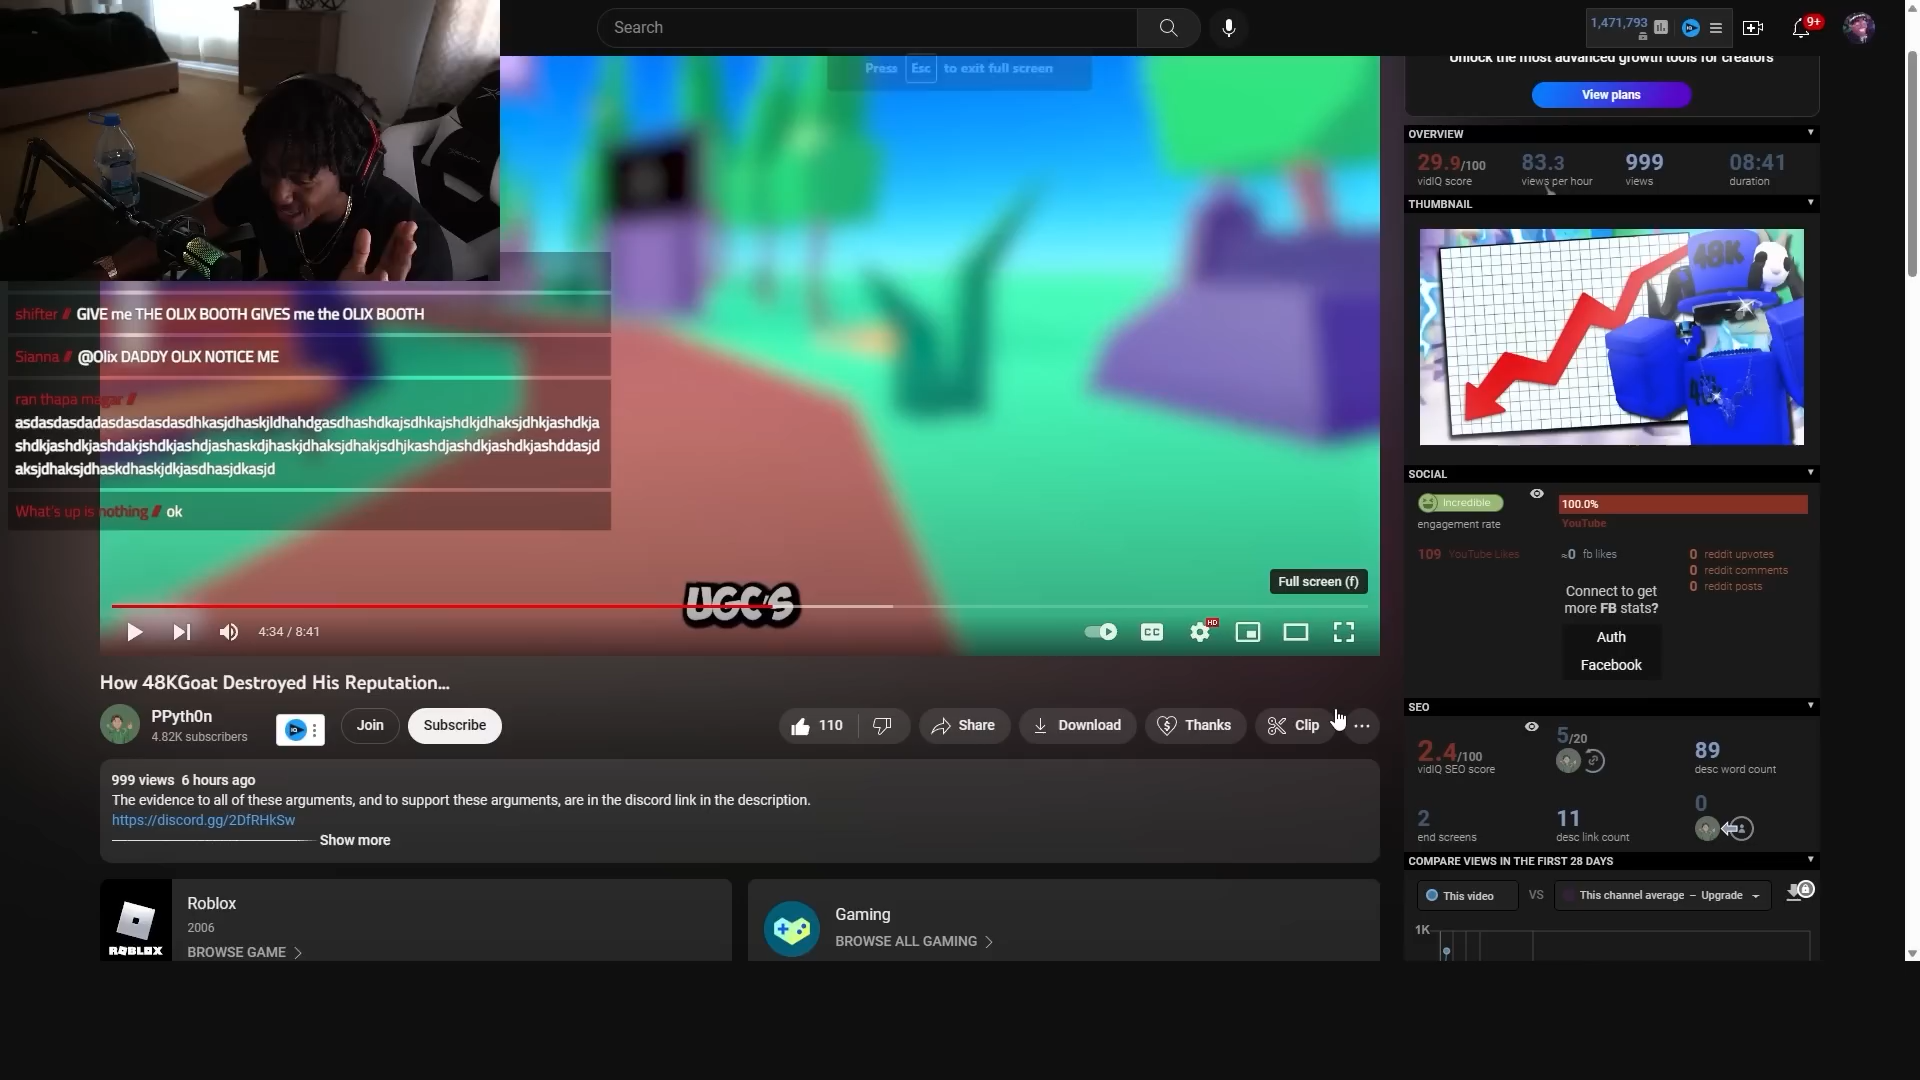 Search
1,471,793
9+
Press Esc to exit full screen
Unlock the most advanced growth tools for creators
View plans
OVERVIEW
29.9/100
vidIQ score
83.3
views per hour
999
views
08:41
duration
THUMBNAIL
48K
shifter // GIVE me THE OLIX BOOTH GIVES me the OLIX BOOTH
Sianna // @Olix DADDY OLIX NOTICE ME
ran thapa magar //
asdasdasdadasdasdasdasdhkasjdhaskjldhahdgasdhashdkajsdhkajshdkjdhaksjdhkjashdkja
shdkjashdkjashdakjshdkjashdjashaskdjhaskjdhaksjdhakjsdhjkashdjashdkjashdkjashddasjd
aksjdhaksjdhaskdhaskjdkjasdhasjdkasjd
What's up is nothing // ok
Full screen (f)
UGC'S
4:34 / 8:41
CC
HD
SOCIAL
Incredible
engagement rate
100.0%
YouTube
109 YouTube Likes
≈0 fb likes
0 reddit upvotes
0 reddit comments
0 reddit posts
Connect to get
more FB stats?
Auth
Facebook
How 48KGoat Destroyed His Reputation...
PPyth0n
4.82K subscribers
Join
Subscribe
110
Share
Download
Thanks
Clip
999 views 6 hours ago
The evidence to all of these arguments, and to support these arguments, are in the discord link in the description.
https://discord.gg/2DfRHkSw
Show more
SEO
2.4/100
vidIQ SEO score
5/20
89
desc word count
2
end screens
11
desc link count
0
COMPARE VIEWS IN THE FIRST 28 DAYS
This video
VS
This channel average – Upgrade
1K
ROBLOX
Roblox
2006
BROWSE GAME
Gaming
BROWSE ALL GAMING